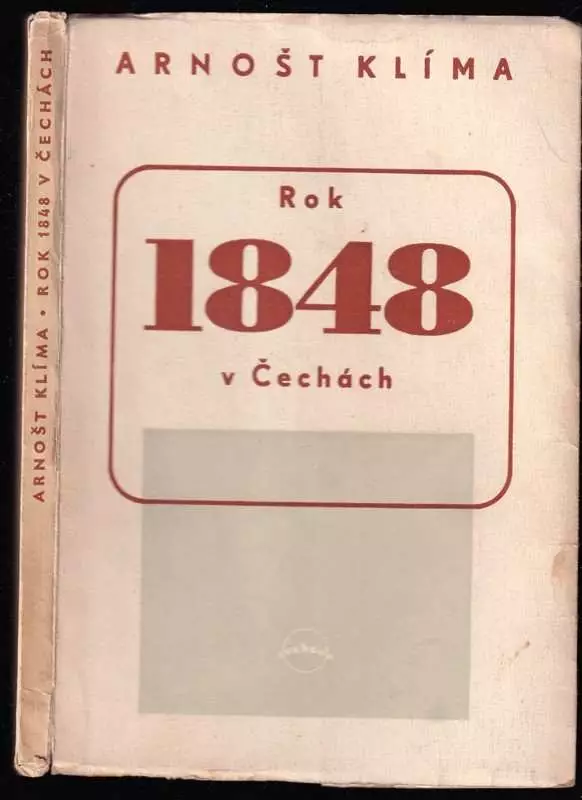 ARNOŠT KLÍMA • ROK 1848 V ČECHÁCH
ARNOŠT KLÍMA
Rok
1848
v Čechách